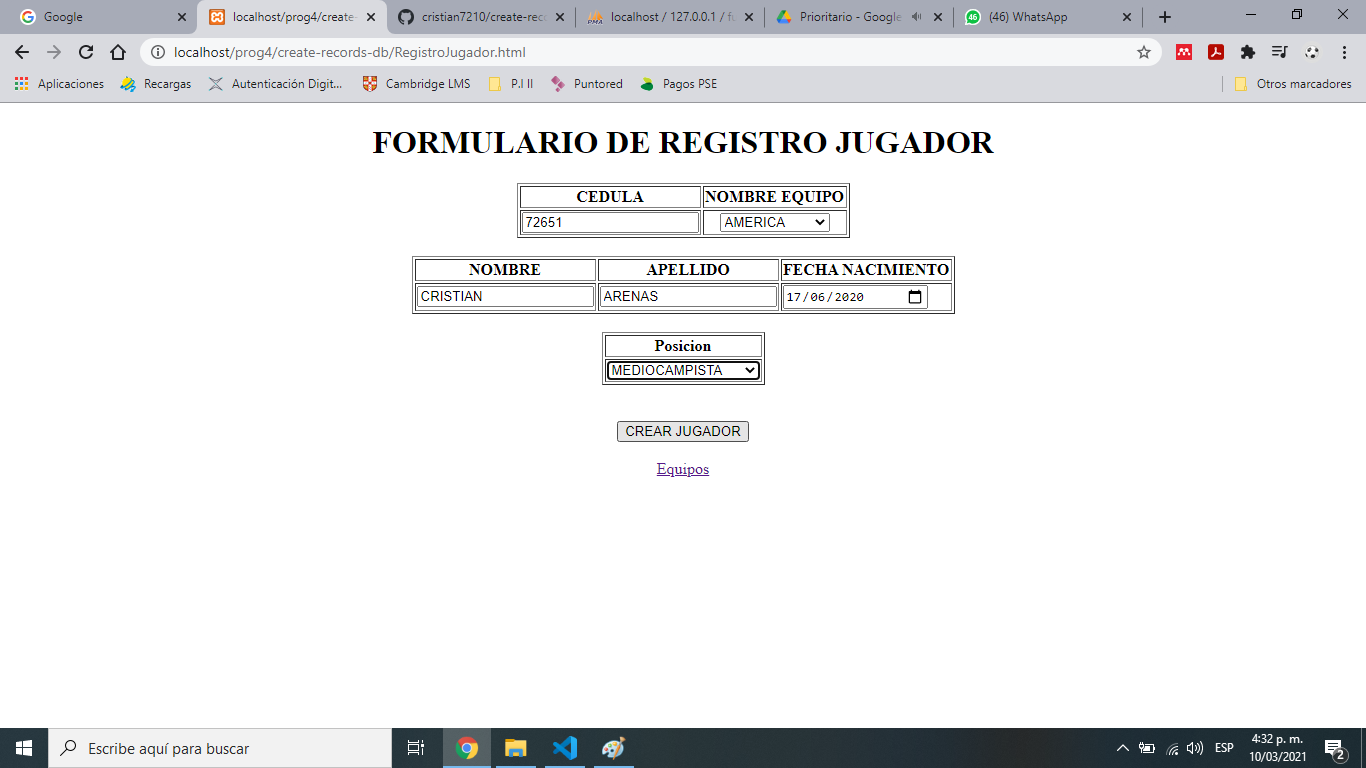 Google
localhost/prog4/create-
cristian7210/create-reco
localhost / 127.0.0.1 / fu
Prioritario - Google
(46) WhatsApp
localhost/prog4/create-records-db/RegistroJugador.html
Aplicaciones
Recargas
Autenticación Digit...
Cambridge LMS
P.I II
Puntored
Pagos PSE
Otros marcadores
FORMULARIO DE REGISTRO JUGADOR
CEDULA NOMBRE EQUIPO
72651 AMERICA
NOMBRE APELLIDO FECHA NACIMIENTO
CRISTIAN ARENAS 17/06/2020
Posicion
MEDIOCAMPISTA
CREAR JUGADOR
Equipos
Escribe aquí para buscar
ESP
4:32 p. m.
10/03/2021
2